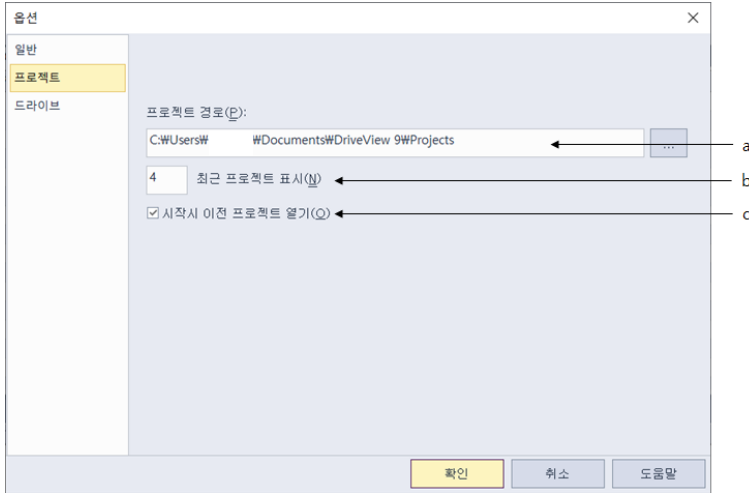 옵션
일반
프로젝트
드라이브
프로젝트 경로(P):
C:₩Users₩ ₩Documents₩DriveView 9₩Projects
...
a
4 최근 프로젝트 표시(N)
b
시작시 이전 프로젝트 열기(O)
c
확인 취소 도움말